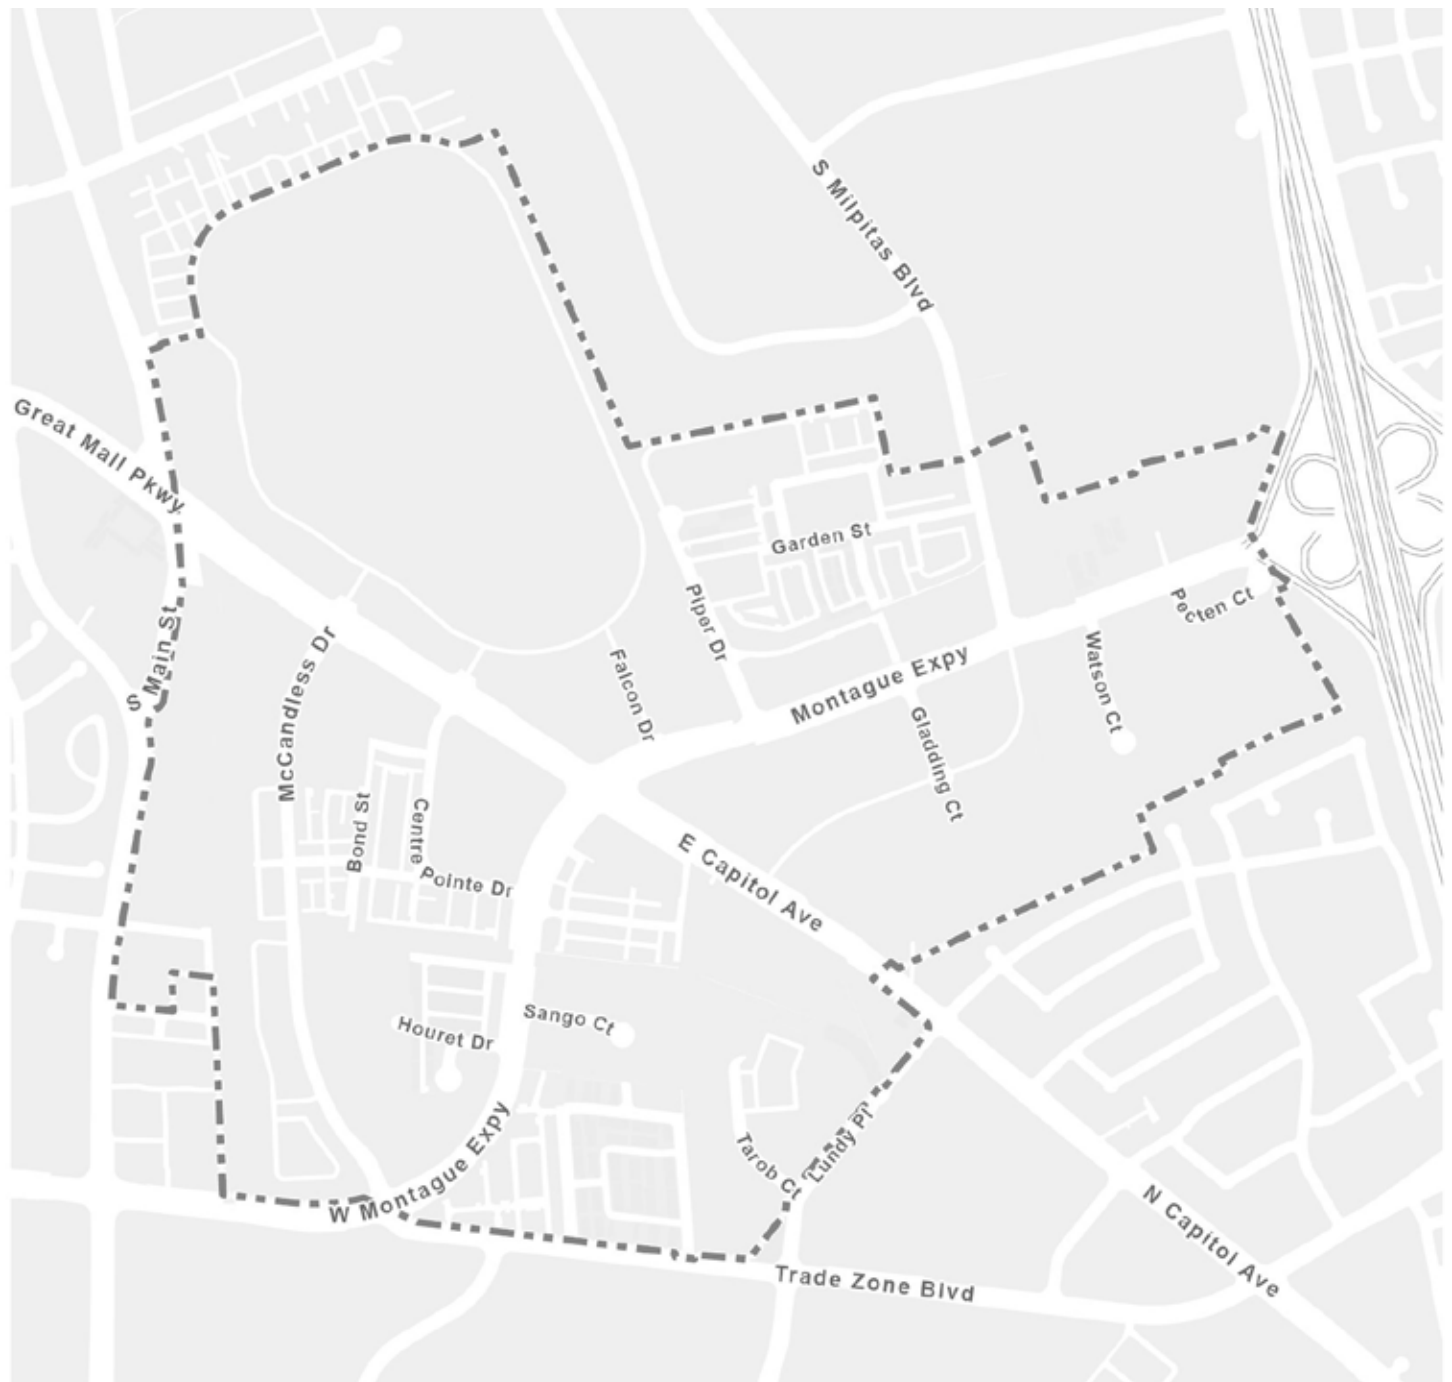 S Milpitas Blvd
Great Mall Pkwy
Garden St
Piper Dr
Pecten Ct
S Main St
McCandless Dr
Falcon Dr
Montague Expy
Watson Ct
Gladding Ct
Bond St
Centre Pointe Dr
E Capitol Ave
Sango Ct
Houret Dr
Tarob Ct
Lundy Pl
W Montague Expy
N Capitol Ave
Trade Zone Blvd